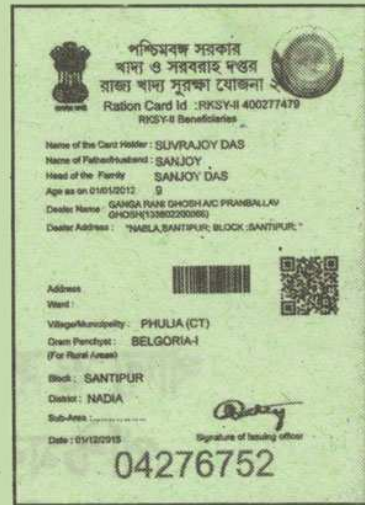 পশ্চিমবঙ্গ সরকার
খাদ্য ও সরবরাহ দপ্তর
রাজ্য খাদ্য সুরক্ষা যোজনা ২
Ration Card Id :RKSY-II 400277479
RKSY-II Beneficiaries
Name of the Card Holder : SUVRAJOY DAS
Name of Father/Husband : SANJOY
Head of the Family SANJOY DAS
Age as on 01/01/2012 9
Dealer Name : GANGA RANI GHOSH A/C PRANBALLAV
GHOSH(133802200066)
Dealer Address : "NABLA,SANTIPUR; BLOCK :SANTIPUR; "
Address
Ward :
Village/Municipality : PHULIA (CT)
Gram Panchyet : BELGORIA-I
(For Rural Areas)
Block : SANTIPUR
District : NADIA
Sub-Area :
Date : 01/12/2015 Signature of Issuing officer
04276752